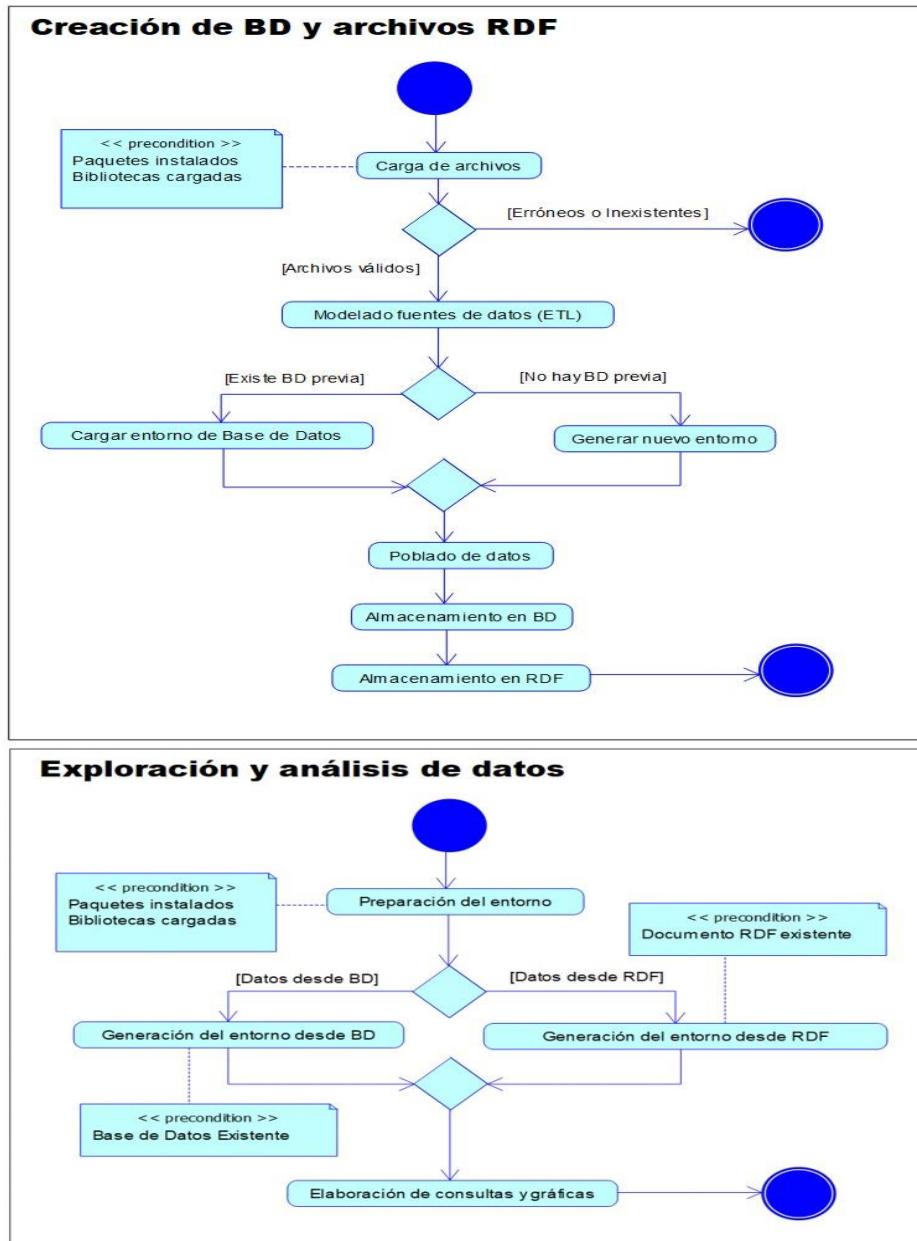 Creación de BD y archivos RDF
<< precondition >>
Paquetes instalados
Bibliotecas cargadas
Carga de archivos
[Erróneos o Inexistentes]
[Archivos válidos]
Modelado fuentes de datos (ETL)
[Existe BD previa]
[No hay BD previa]
Cargar entorno de Base de Datos
Generar nuevo entorno
Poblado de datos
Almacenamiento en BD
Almacenamiento en RDF
Exploración y análisis de datos
<< precondition >>
Paquetes instalados
Bibliotecas cargadas
Preparación del entorno
<< precondition >>
Documento RDF existente
[Datos desde BD]
[Datos desde RDF]
Generación del entorno desde BD
Generación del entorno desde RDF
<< precondition >>
Base de Datos Existente
Elaboración de consultas y gráficas